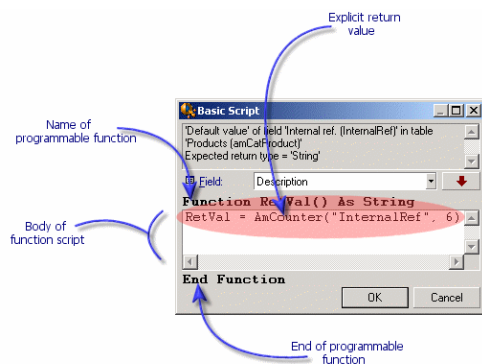 Explicit return
value
Name of
programmable function
Body of
function script
Basic Script
'Default value' of field 'Internal ref. (InternalRef)' in table
'Products (amCatProduct)'
Expected return type = 'String'
Field:
Description
Function RetVal() As String
RetVal = AmCounter("InternalRef", 6)
End Function
OK
Cancel
End of programmable
function